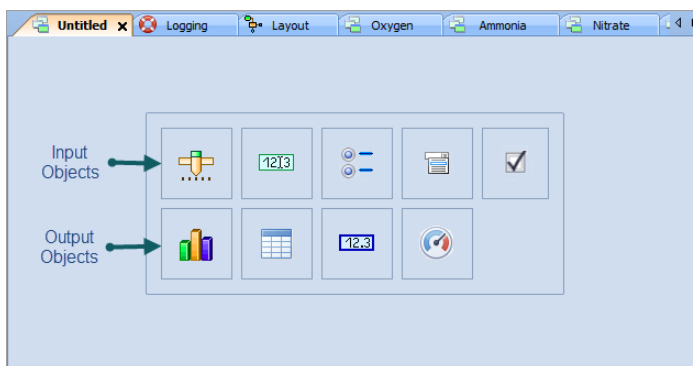 Untitled x Logging Layout Oxygen Ammonia Nitrate
Input
Objects
12.3
Output
Objects
12.3